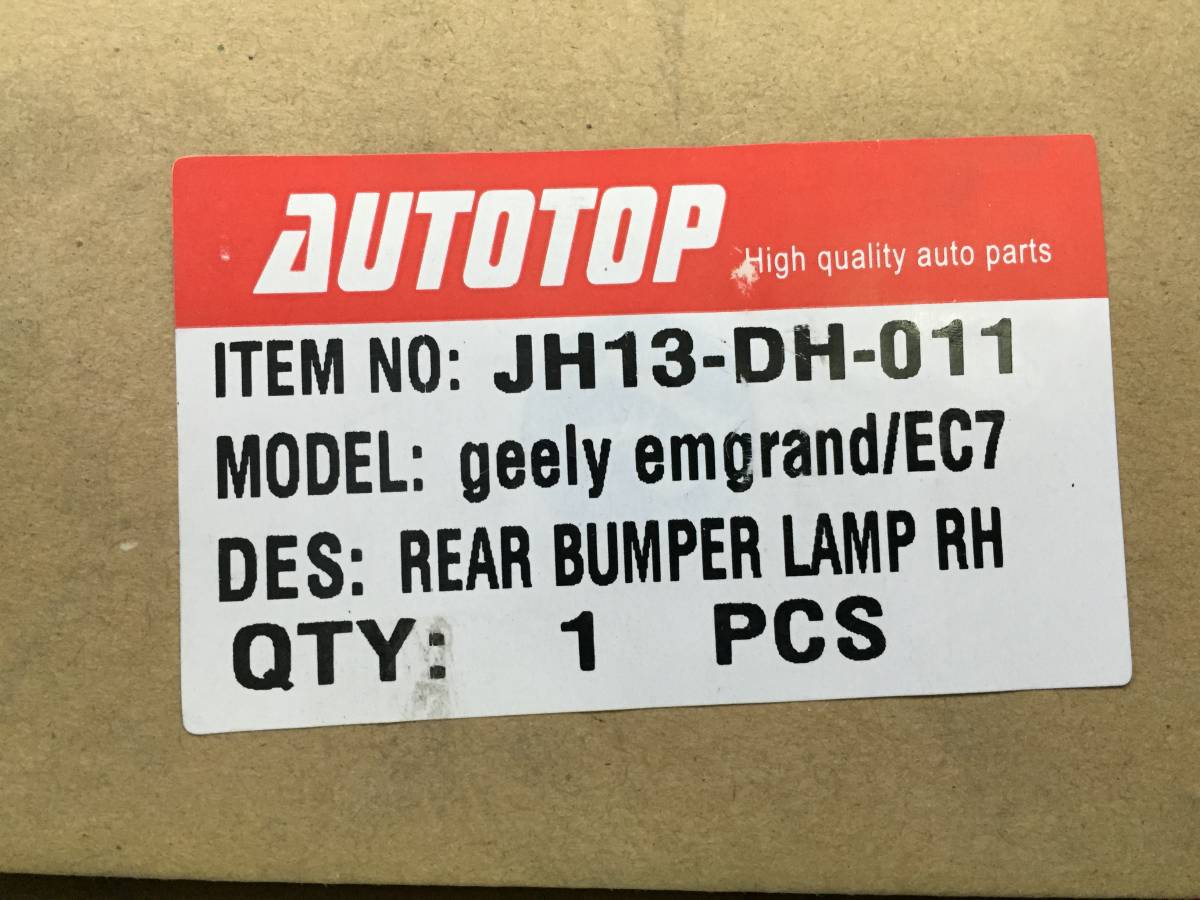 AUTOTOP High quality auto parts
ITEM NO: JH13-DH-011
MODEL: geely emgrand/EC7
DES: REAR BUMPER LAMP RH
QTY: 1 PCS